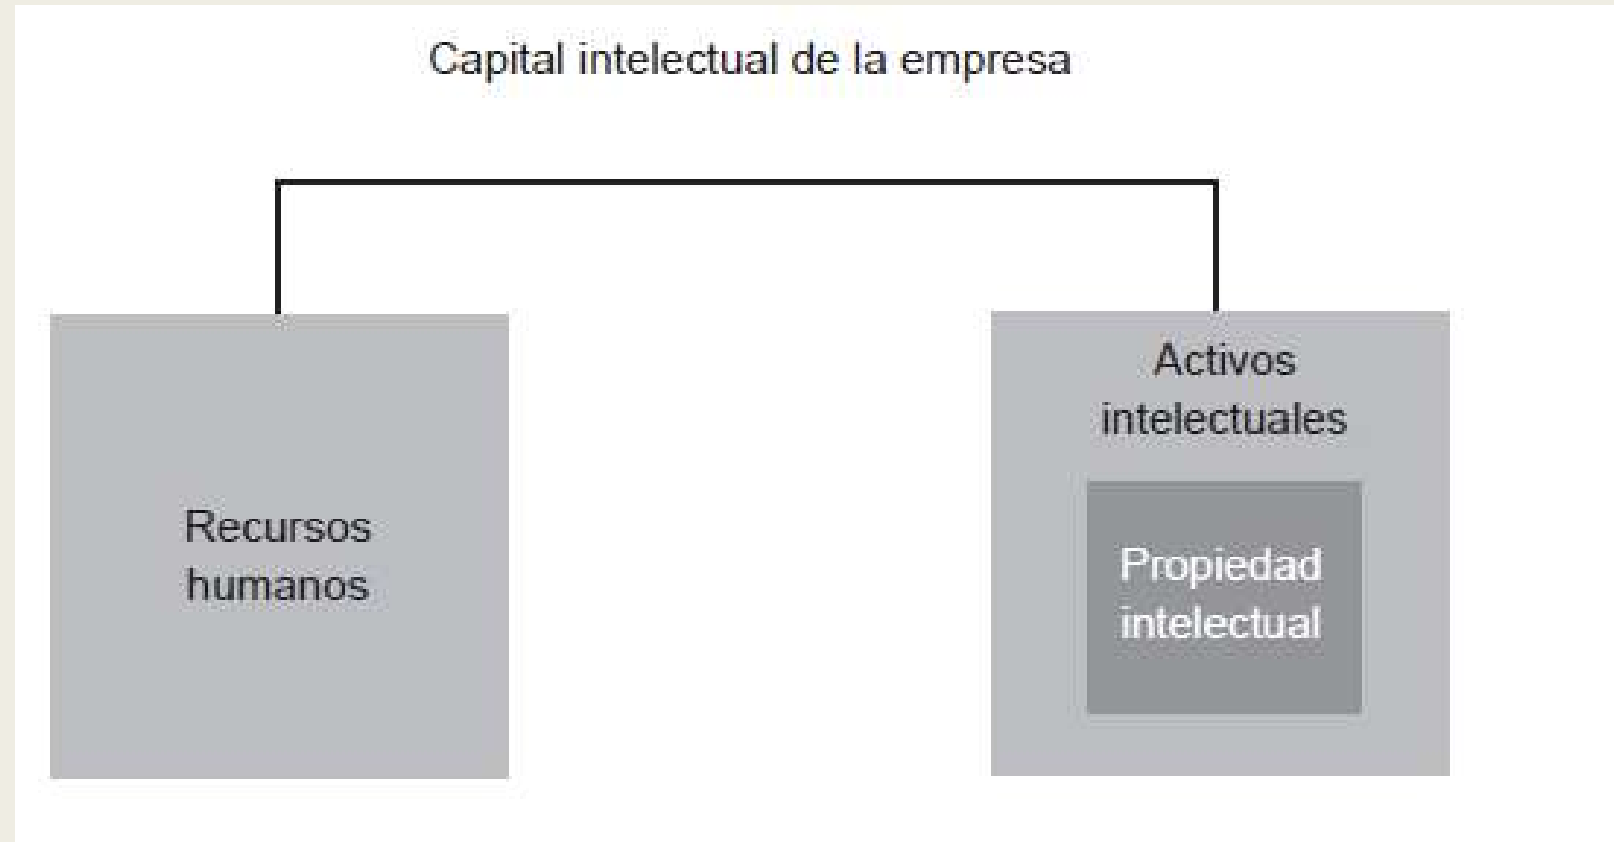 Capital intelectual de la empresa
Activos
intelectuales
Recursos
humanos
Propiedad
intelectual